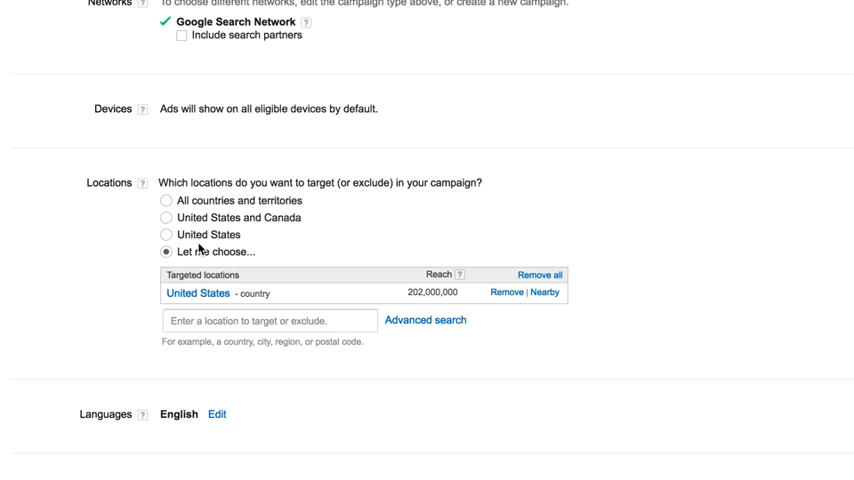 Networks ? To choose different networks, edit the campaign type above, or create a new campaign.
Google Search Network ?
Include search partners
Devices ? Ads will show on all eligible devices by default.
Locations ? Which locations do you want to target (or exclude) in your campaign?
All countries and territories
United States and Canada
United States
Let me choose...
Targeted locations Reach ? Remove all
United States - country 202,000,000 Remove | Nearby
Enter a location to target or exclude. Advanced search
For example, a country, city, region, or postal code.
Languages ? English Edit